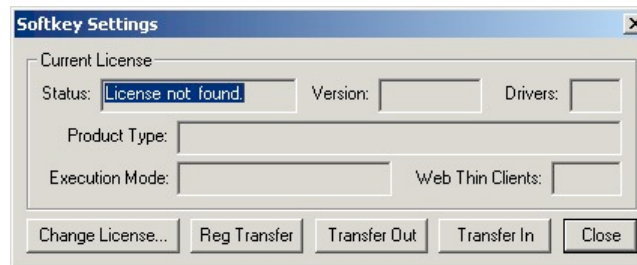 Softkey Settings
Current License
Status: License not found. Version: Drivers:
Product Type:
Execution Mode: Web Thin Clients:
Change License... Reg Transfer Transfer Out Transfer In Close